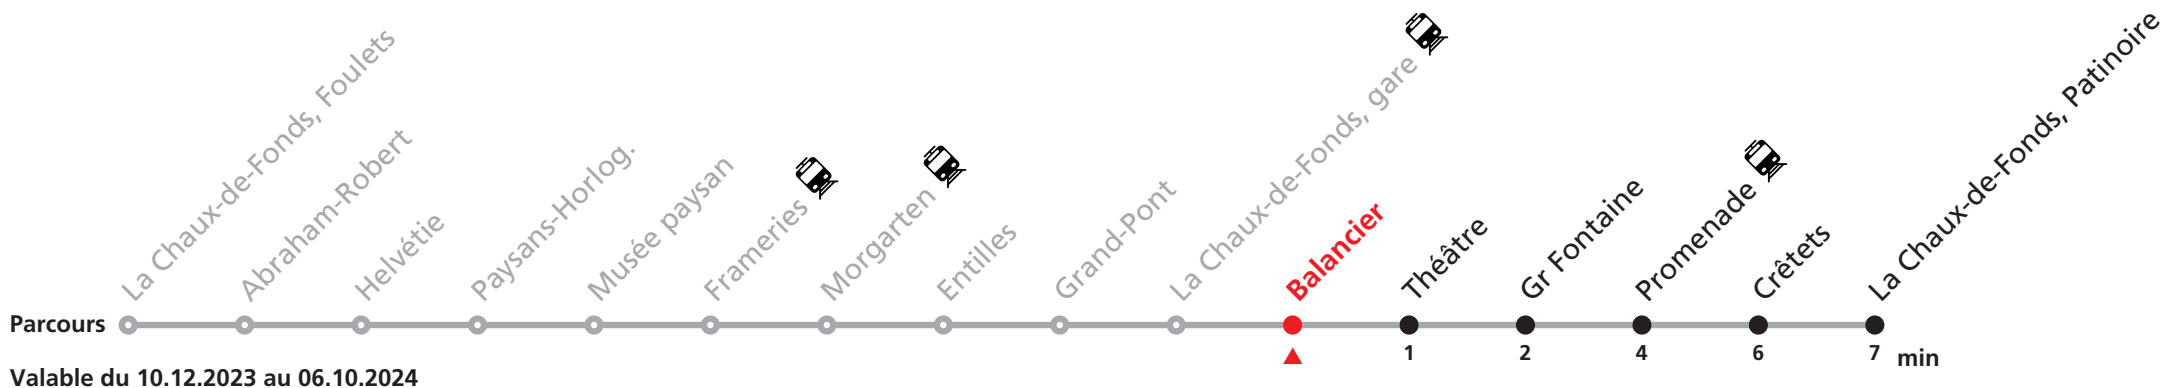 La Chaux-de-Fonds, Foulets
Abraham-Robert
Helvétie
Paysans-Horlog.
Musée paysan
Frameries
Morgarten
Entilles
Grand-Pont
La Chaux-de-Fonds, gare
Balancier
Théâtre
Gr Fontaine
Promenade
Crêtets
La Chaux-de-Fonds, Patinoire
Parcours
1 2 4 6 7 min
Valable du 10.12.2023 au 06.10.2024